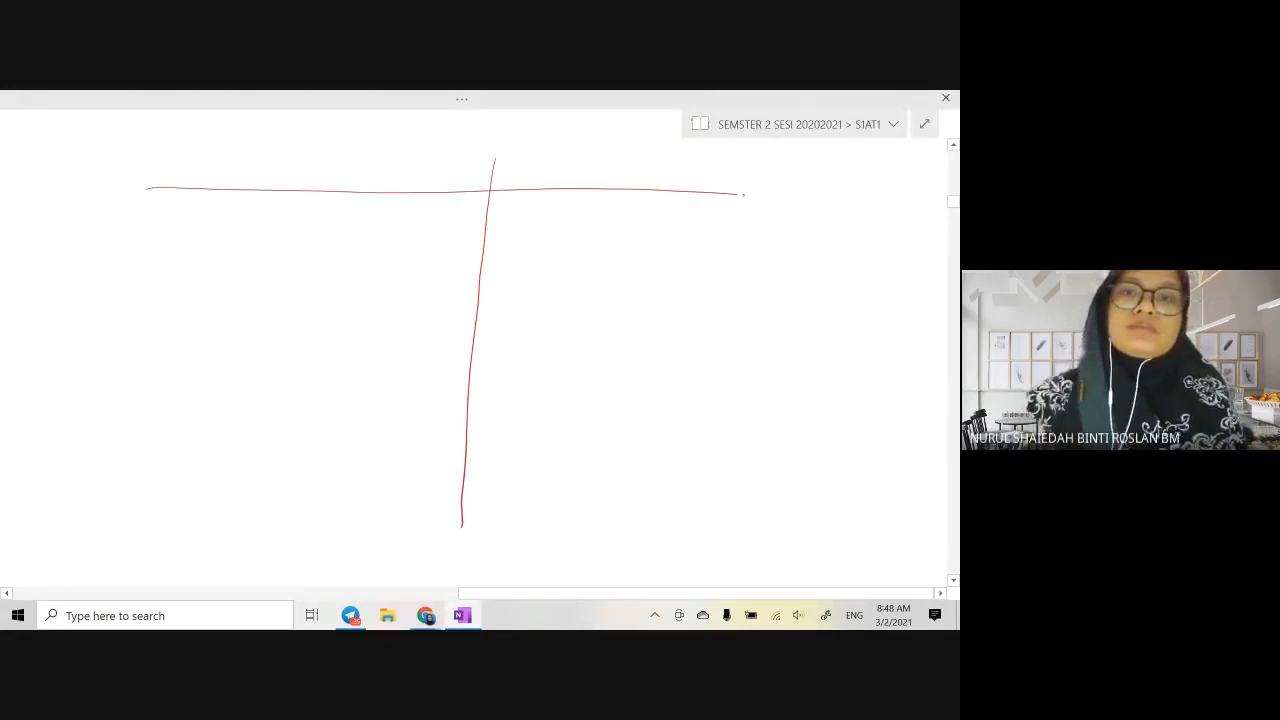 SEMSTER 2 SESI 20202021 > S1AT1
NURUL SHAIEDAH BINTI ROSLAN BM
Type here to search
ENG
8:48 AM
3/2/2021